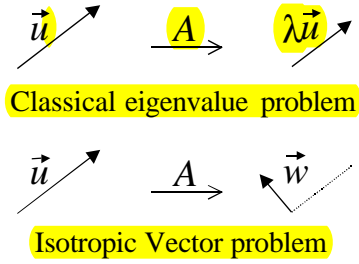 u⃗ A λu⃗
Classical eigenvalue problem
u⃗ A w⃗
Isotropic Vector problem